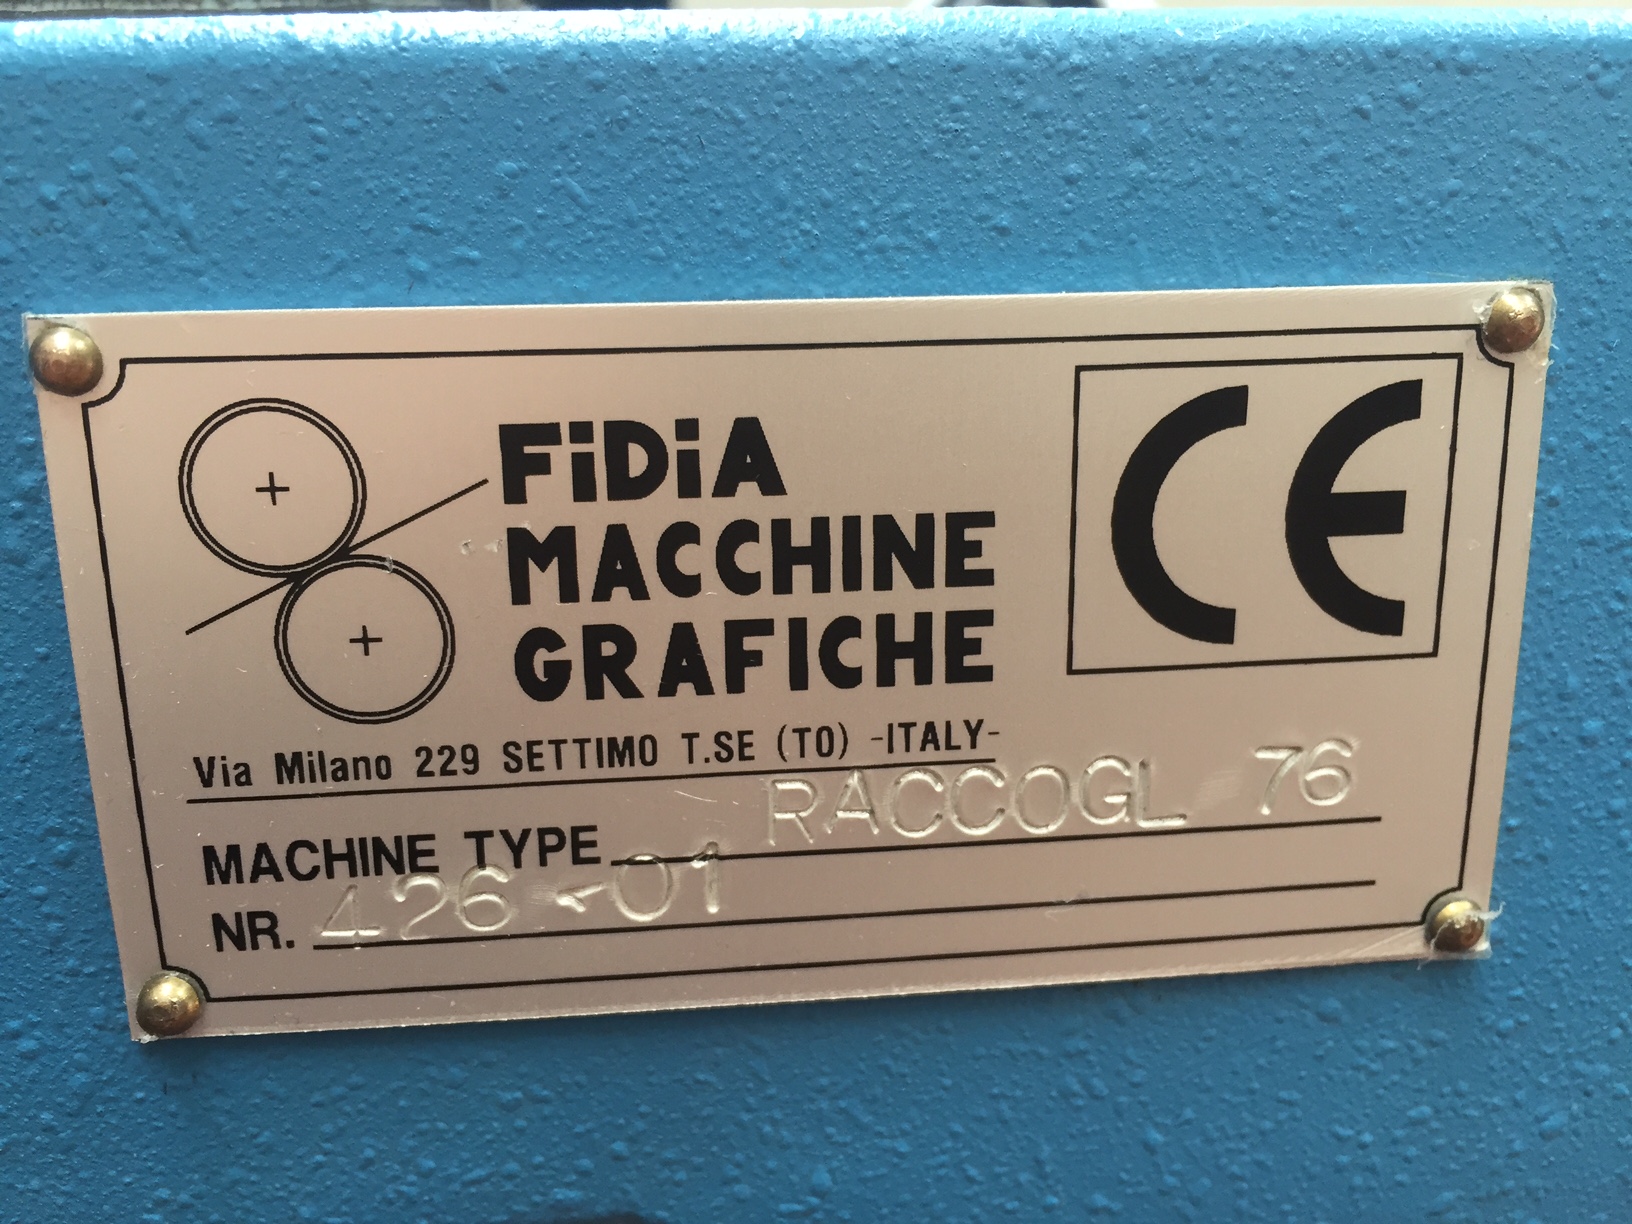 FiDiA
MACCHINE
GRAFICHE
CE
Via Milano 229 SETTIMO T.SE (TO) -ITALY-
MACHINE TYPE RACCOGL 76
NR. 426-01